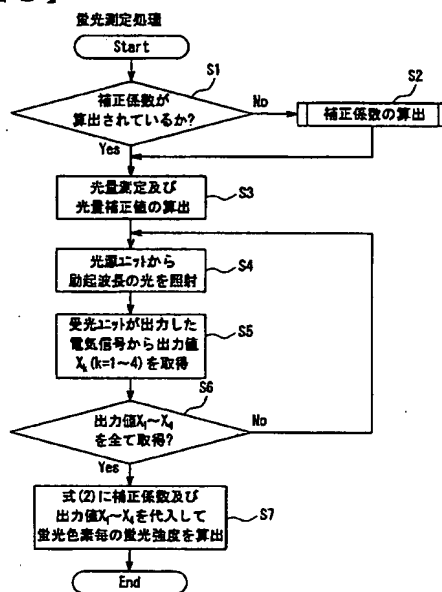 蛍光測定処理
Start
S1
補正係数が
算出されているか?
No
S2
補正係数の算出
Yes
光量測定及び
光量補正値の算出
S3
光源ユニットから
励起波長の光を照射
S4
受光ユニットが出力した
電気信号から出力値
Xk(k=1~4)を取得
S5
S6
出力値X1~X4
を全て取得?
No
Yes
式(2)に補正係数及び
出力値X1~X4を代入して
蛍光色素毎の蛍光強度を算出
S7
End